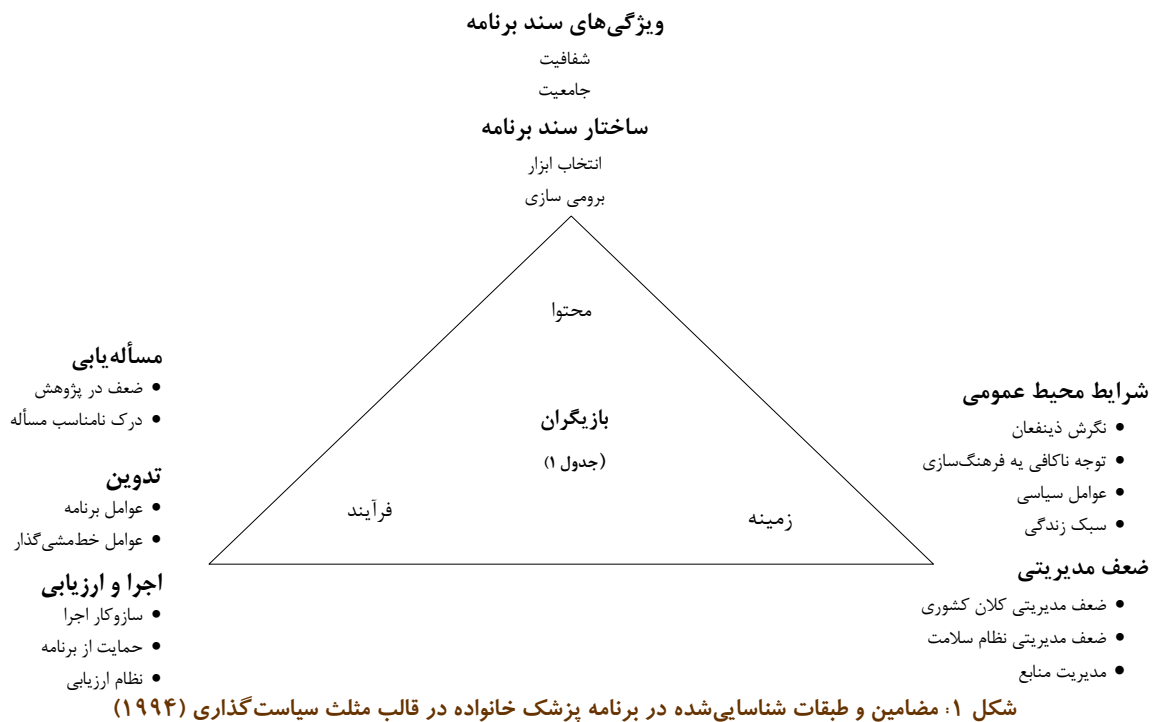 ویژگی‌های سند برنامه
شفافیت
جامعیت
ساختار سند برنامه
انتخاب ابزار
برومی سازی
محتوا
بازیگران
(جدول ۱)
فرآیند
زمینه
شرایط محیط عمومی
• نگرش ذینفعان
• توجه ناکافی یه فرهنگ‌سازی
• عوامل سیاسی
• سبک زندگی
ضعف مدیریتی
• ضعف مدیریتی کلان کشوری
• ضعف مدیریتی نظام سلامت
• مدیریت منابع
مسأله‌یابی
• ضعف در پژوهش
• درک نامناسب مسأله
تدوین
• عوامل برنامه
• عوامل خط‌مشی‌گذار
اجرا و ارزیابی
• سازوکار اجرا
• حمایت از برنامه
• نظام ارزیابی
شکل ۱: مضامین و طبقات شناسایی‌شده در برنامه پزشک خانواده در قالب مثلث سیاست‌گذاری (۱۹۹۴)